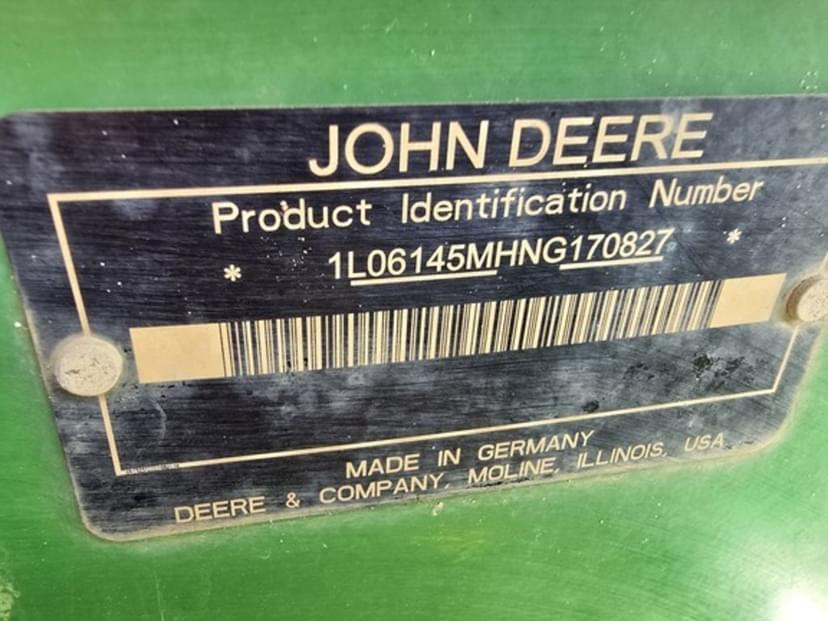 JOHN DEERE
Product Identification Number
* 1L06145MHNG170827 *
MADE IN GERMANY
DEERE & COMPANY, MOLINE, ILLINOIS, USA